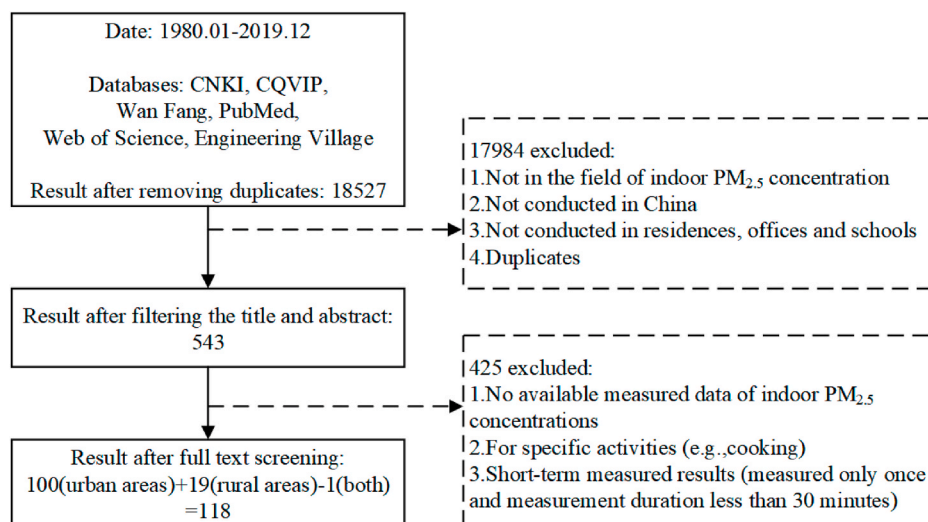 Date: 1980.01-2019.12
Databases: CNKI, CQVIP,
Wan Fang, PubMed,
Web of Science, Engineering Village
Result after removing duplicates: 18527
17984 excluded:
1.Not in the field of indoor PM2.5 concentration
2.Not conducted in China
3.Not conducted in residences, offices and schools
4.Duplicates
Result after filtering the title and abstract:
543
425 excluded:
1.No available measured data of indoor PM2.5
concentrations
2.For specific activities (e.g.,cooking)
3.Short-term measured results (measured only once
and measurement duration less than 30 minutes)
Result after full text screening:
100(urban areas)+19(rural areas)-1(both)
=118